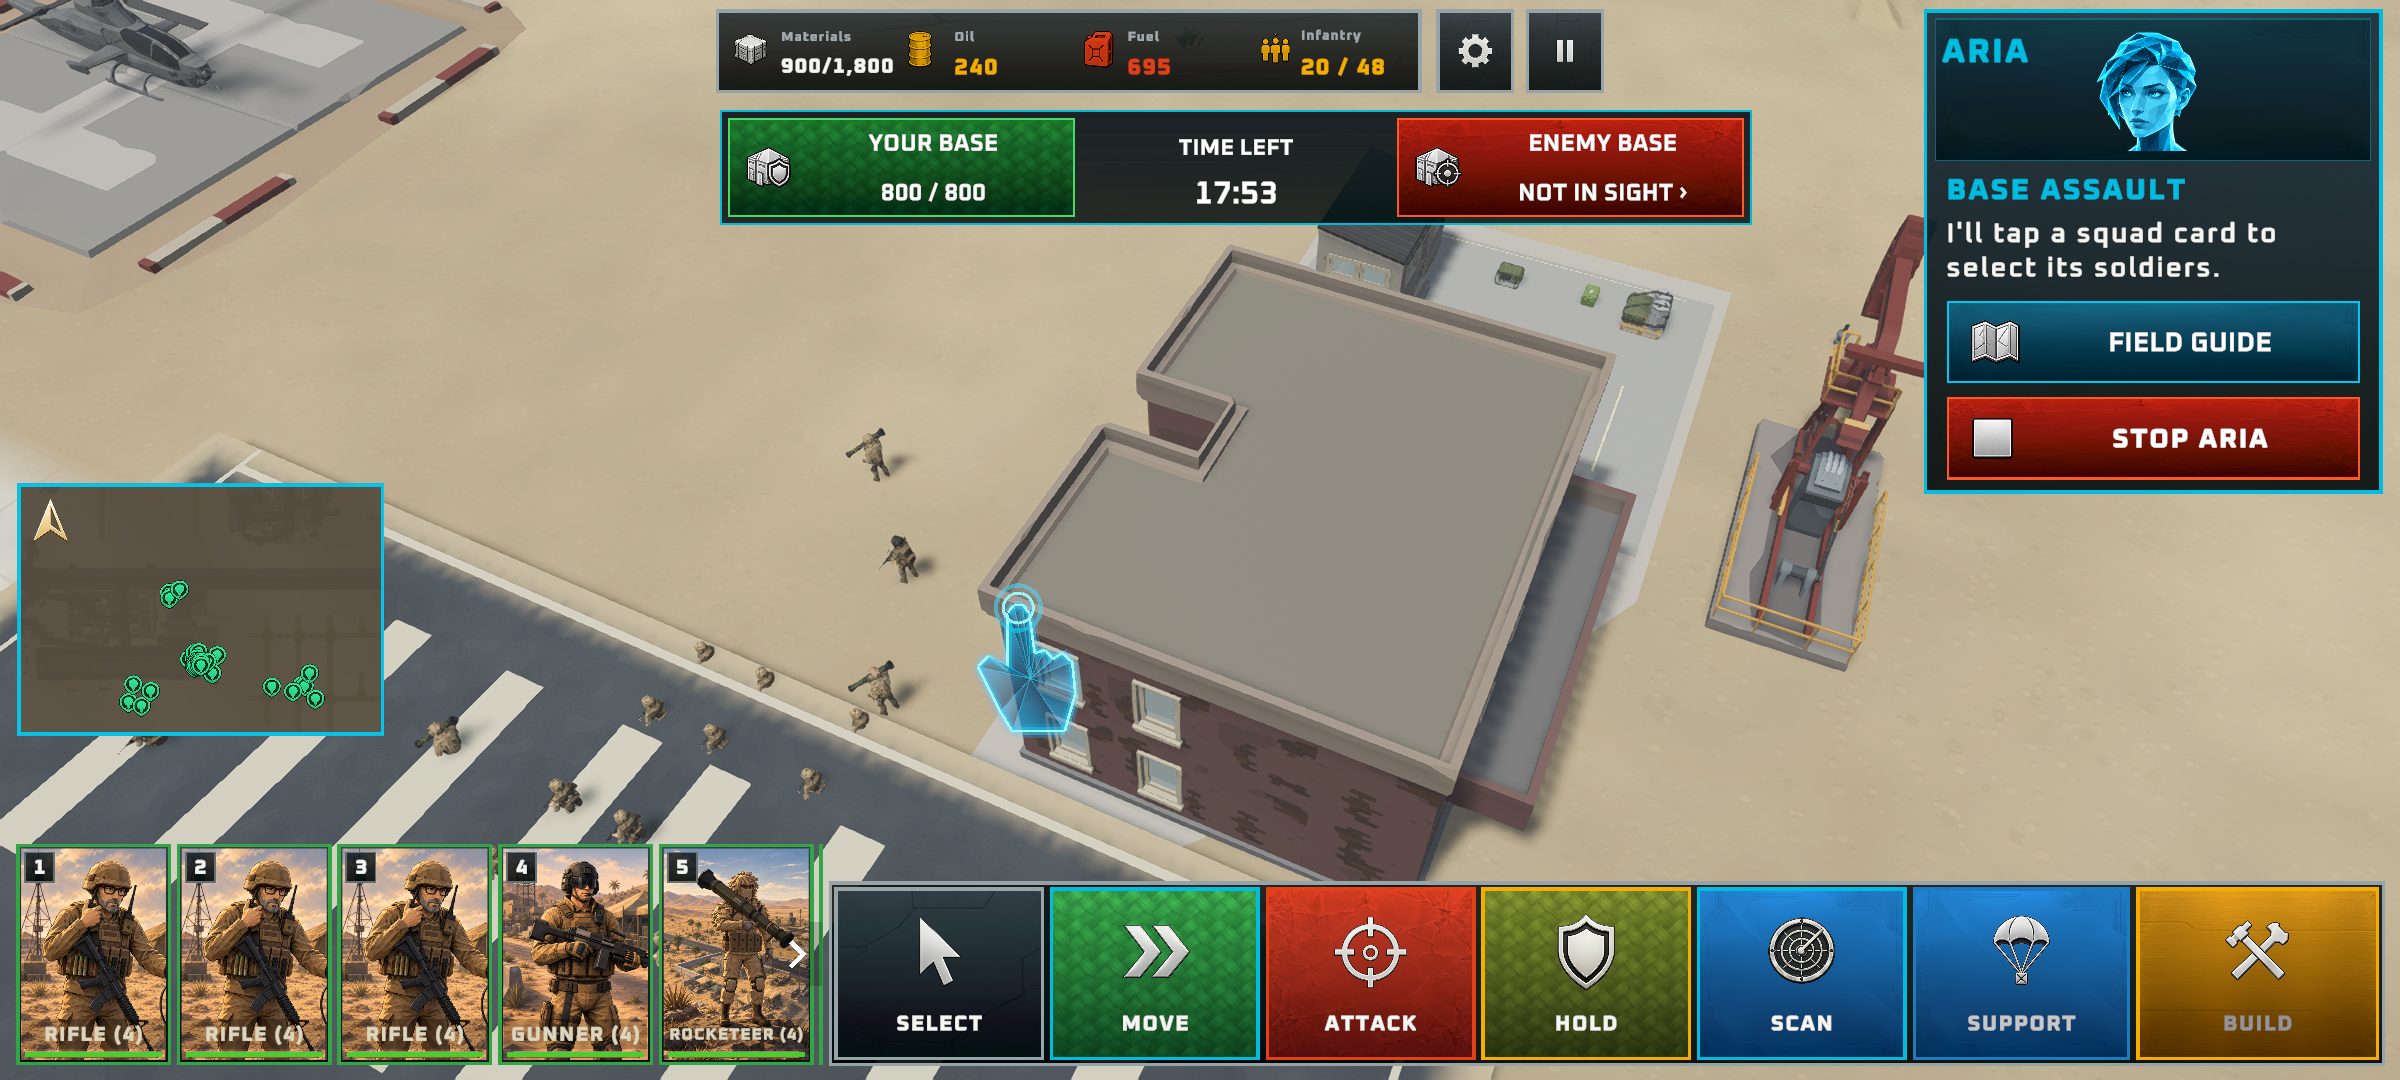 Materials
900/1,800
Oil
240
Fuel
695
Infantry
20 / 48
YOUR BASE
800 / 800
TIME LEFT
17:53
ENEMY BASE
NOT IN SIGHT ›
ARIA
BASE ASSAULT
I'll tap a squad card to
select its soldiers.
FIELD GUIDE
STOP ARIA
1
RIFLE (4)
2
RIFLE (4)
3
RIFLE (4)
4
GUNNER (4)
5
ROCKETEER (4)
SELECT
MOVE
ATTACK
HOLD
SCAN
SUPPORT
BUILD